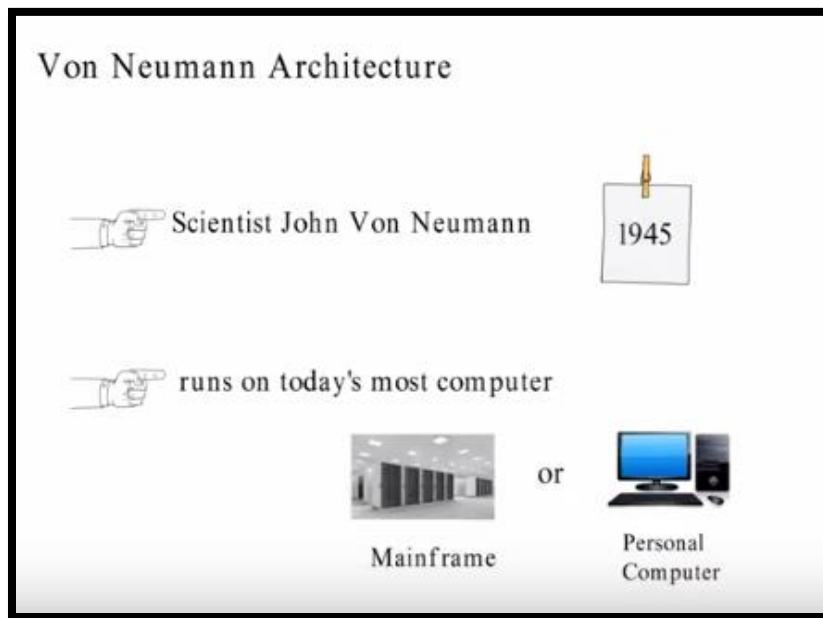 Von Neumann Architecture
Scientist John Von Neumann
1945
runs on today's most computer
or
Mainframe
Personal
Computer